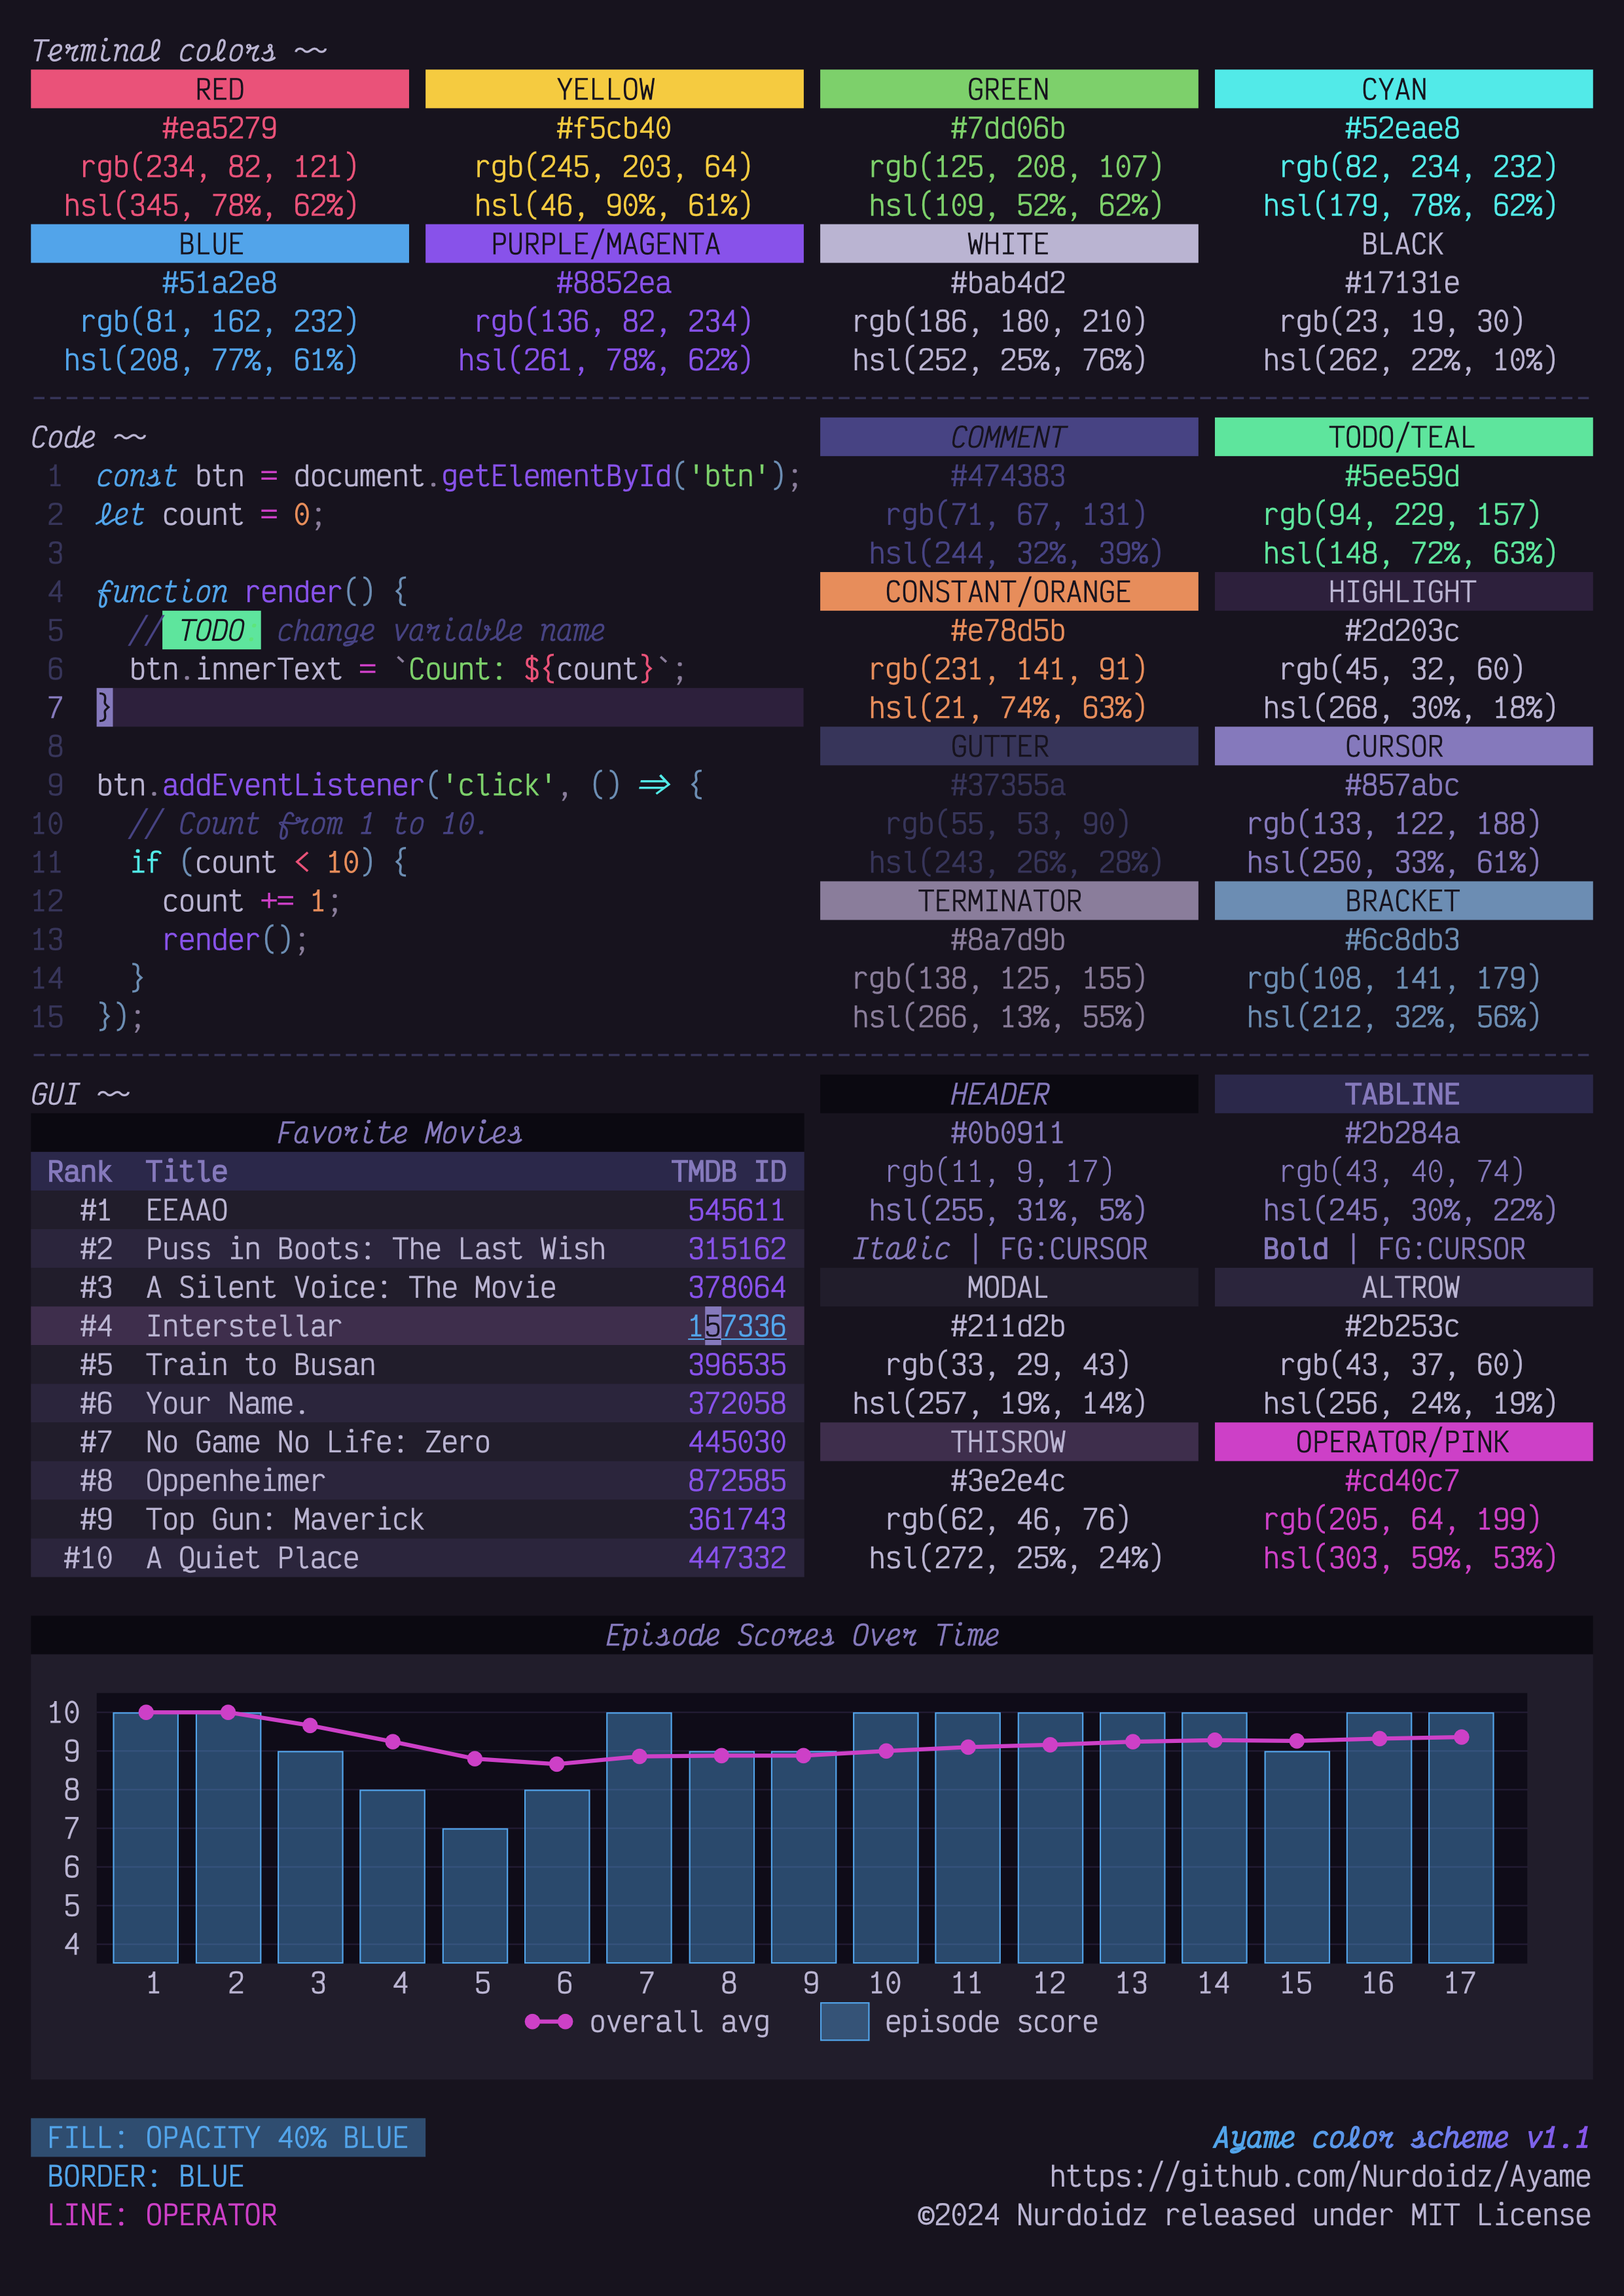 Terminal colors ~~
RED YELLOW GREEN CYAN
#ea5279 #f5cb40 #7dd06b #52eae8
rgb(234, 82, 121) rgb(245, 203, 64) rgb(125, 208, 107) rgb(82, 234, 232)
hsl(345, 78%, 62%) hsl(46, 90%, 61%) hsl(109, 52%, 62%) hsl(179, 78%, 62%)
BLUE PURPLE/MAGENTA WHITE BLACK
#51a2e8 #8852ea #bab4d2 #17131e
rgb(81, 162, 232) rgb(136, 82, 234) rgb(186, 180, 210) rgb(23, 19, 30)
hsl(208, 77%, 61%) hsl(261, 78%, 62%) hsl(252, 25%, 76%) hsl(262, 22%, 10%)
Code ~~
1 const btn = document.getElementById('btn');
2 let count = 0;
3
4 function render() {
5 // TODO change variable name
6 btn.innerText = `Count: ${count}`;
7 }
8
9 btn.addEventListener('click', () => {
10 // Count from 1 to 10.
11 if (count < 10) {
12 count += 1;
13 render();
14 }
15 });
COMMENT TODO/TEAL
#474383 #5ee59d
rgb(71, 67, 131) rgb(94, 229, 157)
hsl(244, 32%, 39%) hsl(148, 72%, 63%)
CONSTANT/ORANGE HIGHLIGHT
#e78d5b #2d203c
rgb(231, 141, 91) rgb(45, 32, 60)
hsl(21, 74%, 63%) hsl(268, 30%, 18%)
GUTTER CURSOR
#37355a #857abc
rgb(55, 53, 90) rgb(133, 122, 188)
hsl(243, 26%, 28%) hsl(250, 33%, 61%)
TERMINATOR BRACKET
#8a7d9b #6c8db3
rgb(138, 125, 155) rgb(108, 141, 179)
hsl(266, 13%, 55%) hsl(212, 32%, 56%)
GUI ~~
Favorite Movies
Rank Title TMDB ID
#1 EEAAO 545611
#2 Puss in Boots: The Last Wish 315162
#3 A Silent Voice: The Movie 378064
#4 Interstellar 157336
#5 Train to Busan 396535
#6 Your Name. 372058
#7 No Game No Life: Zero 445030
#8 Oppenheimer 872585
#9 Top Gun: Maverick 361743
#10 A Quiet Place 447332
HEADER TABLINE
#0b0911 #2b284a
rgb(11, 9, 17) rgb(43, 40, 74)
hsl(255, 31%, 5%) hsl(245, 30%, 22%)
Italic | FG:CURSOR Bold | FG:CURSOR
MODAL ALTROW
#211d2b #2b253c
rgb(33, 29, 43) rgb(43, 37, 60)
hsl(257, 19%, 14%) hsl(256, 24%, 19%)
THISROW OPERATOR/PINK
#3e2e4c #cd40c7
rgb(62, 46, 76) rgb(205, 64, 199)
hsl(272, 25%, 24%) hsl(303, 59%, 53%)
Episode Scores Over Time
10
9
8
7
6
5
4
1 2 3 4 5 6 7 8 9 10 11 12 13 14 15 16 17
overall avg episode score
FILL: OPACITY 40% BLUE
BORDER: BLUE
LINE: OPERATOR
Ayame color scheme v1.1
https://github.com/Nurdoidz/Ayame
©2024 Nurdoidz released under MIT License